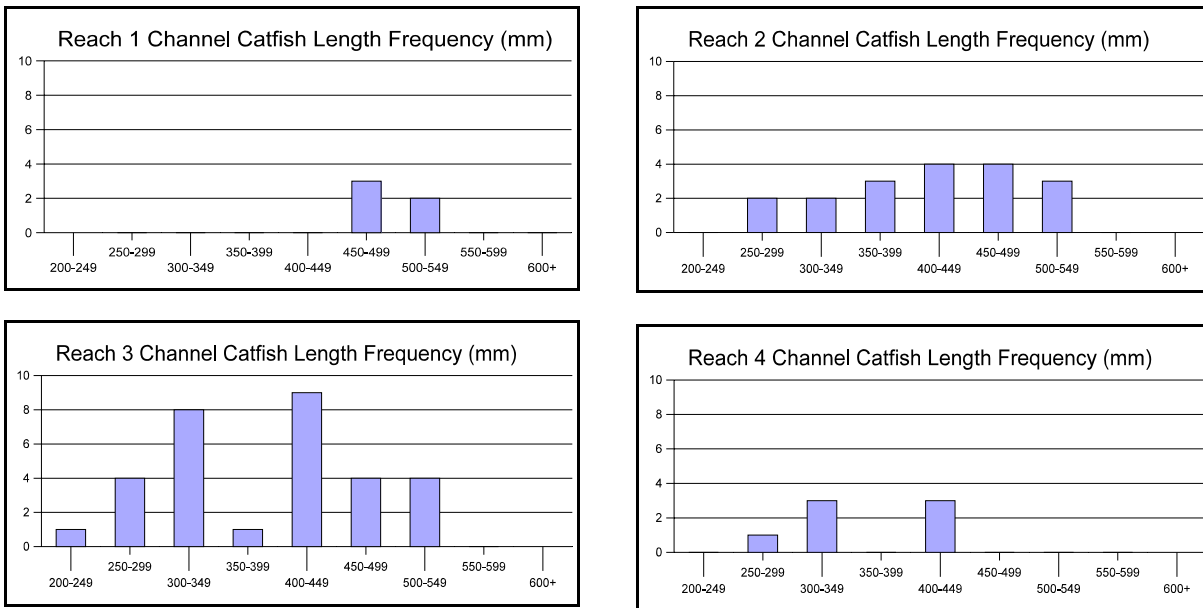 Reach 1 Channel Catfish Length Frequency (mm)
10
8
6
4
2
0
250-299 350-399 450-499 550-599
200-249 300-349 400-449 500-549 600+
Reach 2 Channel Catfish Length Frequency (mm)
10
8
6
4
2
0
250-299 350-399 450-499 550-599
200-249 300-349 400-449 500-549 600+
Reach 3 Channel Catfish Length Frequency (mm)
10
8
6
4
2
0
250-299 350-399 450-499 550-599
200-249 300-349 400-449 500-549 600+
Reach 4 Channel Catfish Length Frequency (mm)
10
8
6
4
2
0
250-299 350-399 450-499 550-599
200-249 300-349 400-449 500-549 600+